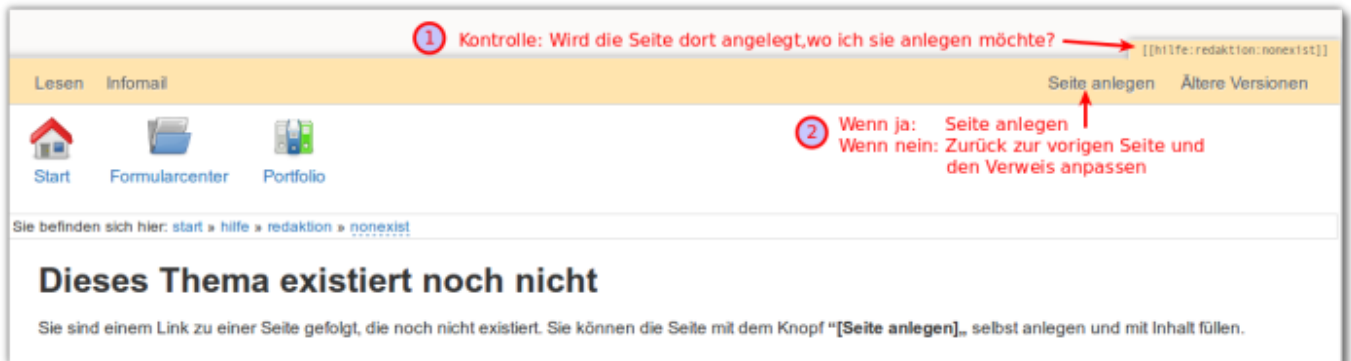 1 Kontrolle: Wird die Seite dort angelegt,wo ich sie anlegen möchte?
[[hilfe:redaktion:nonexist]]
Lesen Infomail
Seite anlegen Ältere Versionen
2 Wenn ja: Seite anlegen
Wenn nein: Zurück zur vorigen Seite und
den Verweis anpassen
Start Formularcenter Portfolio
Sie befinden sich hier: start » hilfe » redaktion » nonexist
Dieses Thema existiert noch nicht
Sie sind einem Link zu einer Seite gefolgt, die noch nicht existiert. Sie können die Seite mit dem Knopf “[Seite anlegen]„ selbst anlegen und mit Inhalt füllen.